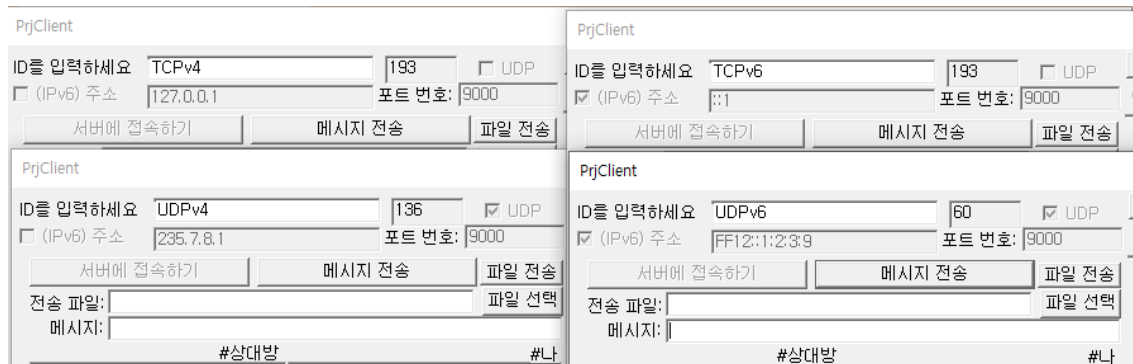 PrjClient
ID를 입력하세요 TCPv4 193 UDP
(IPv6) 주소 127.0.0.1 포트 번호: 9000
서버에 접속하기 메시지 전송 파일 전송
PrjClient
ID를 입력하세요 TCPv6 193 UDP
(IPv6) 주소 ::1 포트 번호: 9000
서버에 접속하기 메시지 전송 파일 전송
PrjClient
ID를 입력하세요 UDPv4 136 UDP
(IPv6) 주소 235.7.8.1 포트 번호: 9000
서버에 접속하기 메시지 전송 파일 전송
전송 파일: 파일 선택
메시지:
#상대방 #나
PrjClient
ID를 입력하세요 UDPv6 60 UDP
(IPv6) 주소 FF12::1:2:3:9 포트 번호: 9000
서버에 접속하기 메시지 전송 파일 전송
전송 파일: 파일 선택
메시지:
#상대방 #나